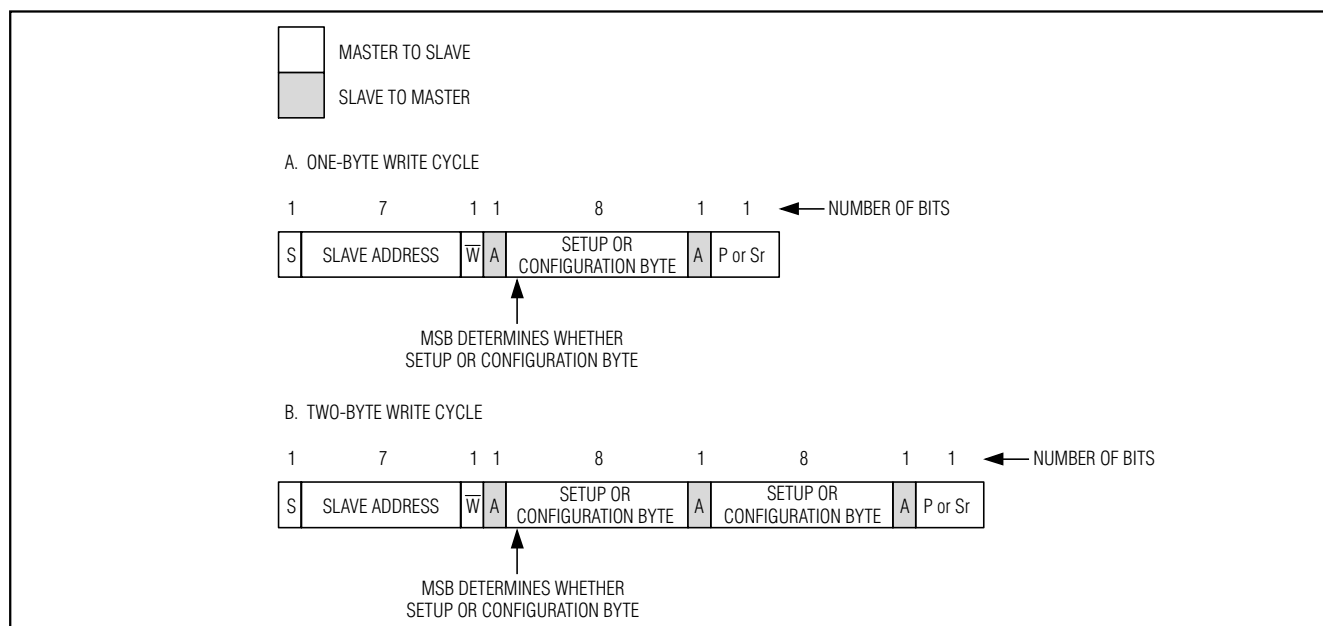 MASTER TO SLAVE
SLAVE TO MASTER
A. ONE-BYTE WRITE CYCLE
1 7 1 1 8 1 1 NUMBER OF BITS
S SLAVE ADDRESS W̅ A SETUP OR CONFIGURATION BYTE A P or Sr
MSB DETERMINES WHETHER
SETUP OR CONFIGURATION BYTE
B. TWO-BYTE WRITE CYCLE
1 7 1 1 8 1 8 1 1 NUMBER OF BITS
S SLAVE ADDRESS W̅ A SETUP OR CONFIGURATION BYTE A SETUP OR CONFIGURATION BYTE A P or Sr
MSB DETERMINES WHETHER
SETUP OR CONFIGURATION BYTE